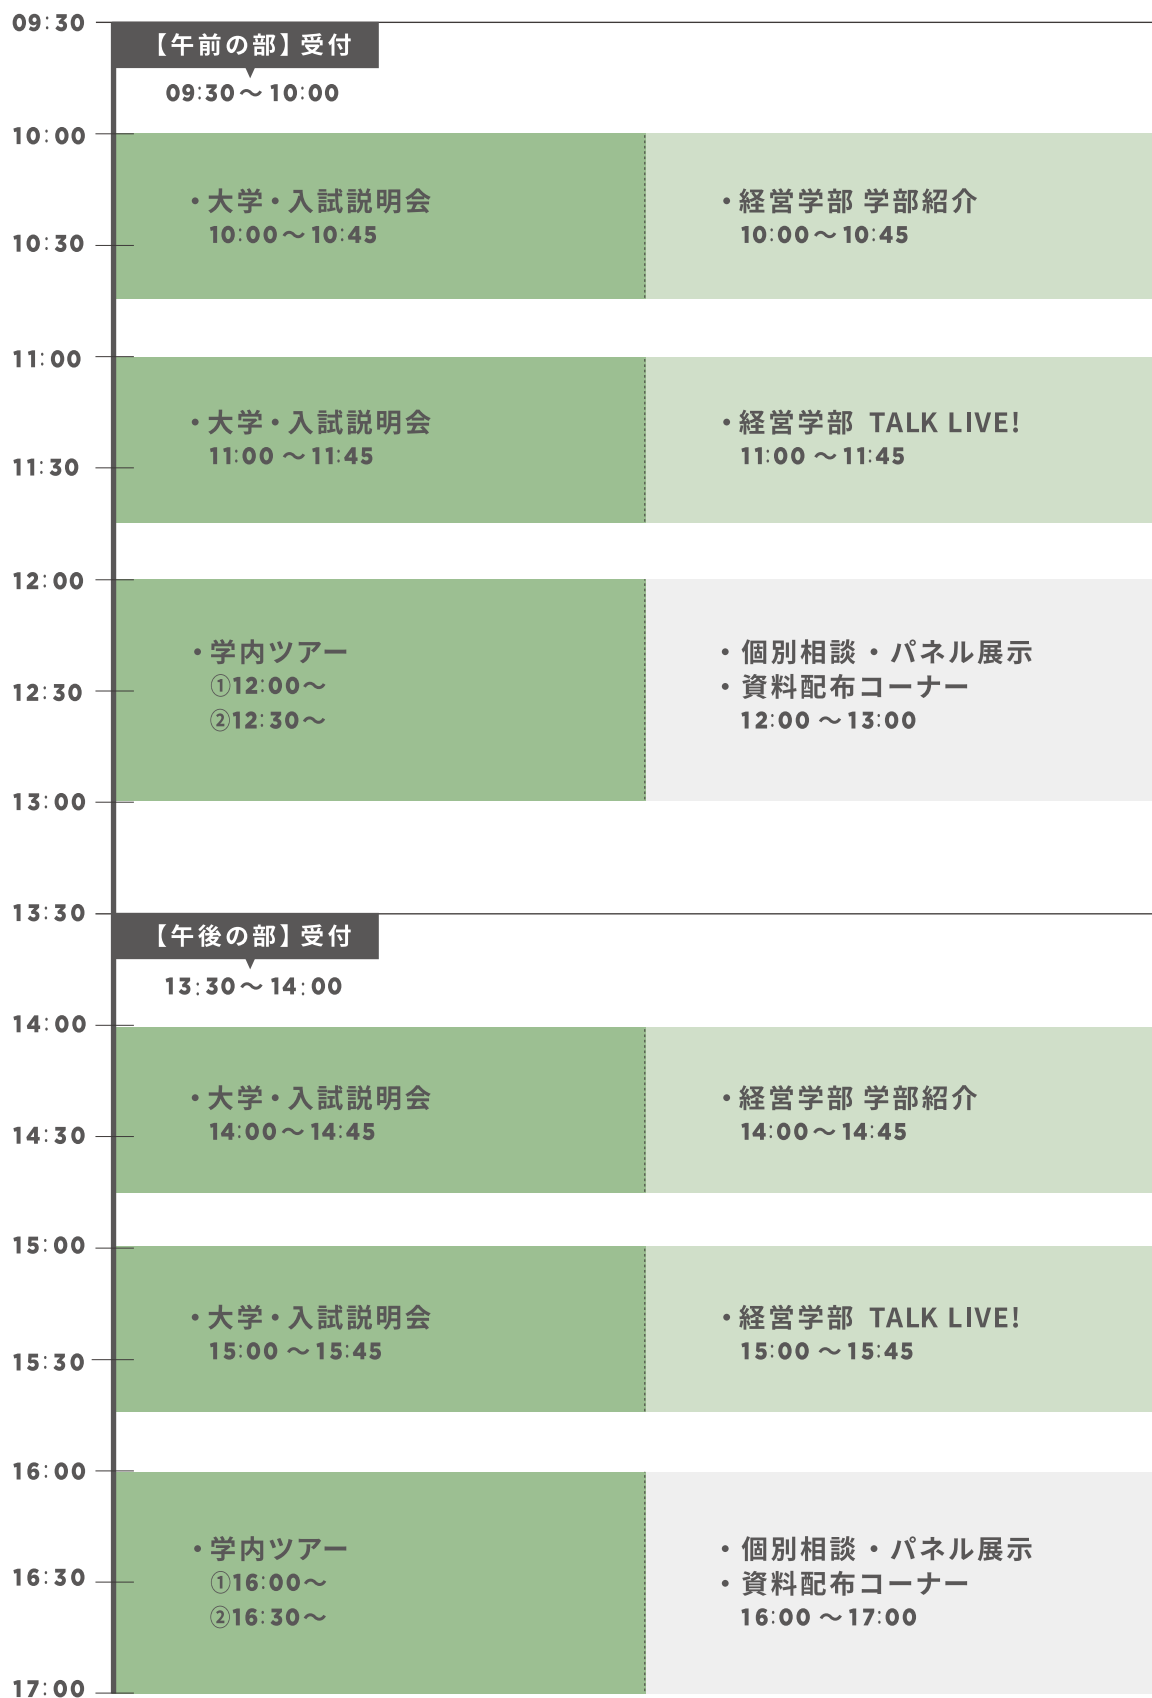 09:30
【午前の部】受付
09:30～10:00
10:00
・大学・入試説明会
10:00～10:45
・経営学部 学部紹介
10:00～10:45
10:30
11:00
・大学・入試説明会
11:00 ～11:45
・経営学部 TALK LIVE!
11:00 ～11:45
11:30
12:00
・学内ツアー
①12:00～
②12:30～
・個別相談・パネル展示
・資料配布コーナー
12:00 ～13:00
12:30
13:00
13:30
【午後の部】受付
13:30～14:00
14:00
・大学・入試説明会
14:00～14:45
・経営学部 学部紹介
14:00～14:45
14:30
15:00
・大学・入試説明会
15:00 ～15:45
・経営学部 TALK LIVE!
15:00 ～15:45
15:30
16:00
・学内ツアー
①16:00～
②16:30～
・個別相談・パネル展示
・資料配布コーナー
16:00 ～17:00
16:30
17:00